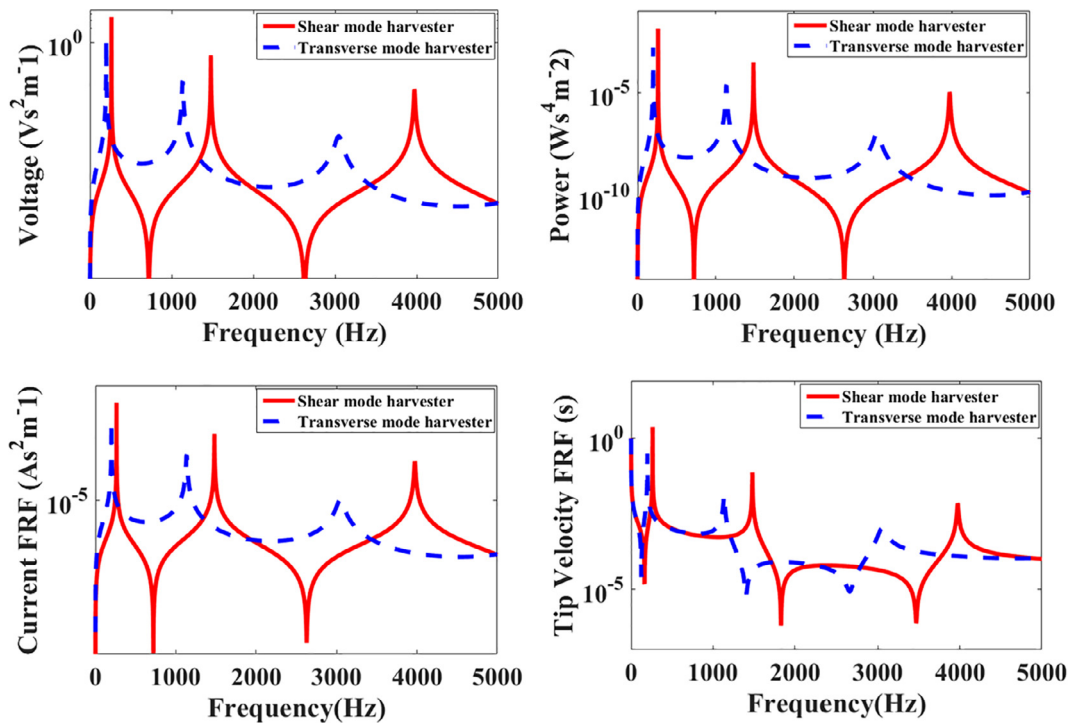 Voltage (Vs²m⁻¹)
10⁰
Shear mode harvester
Transverse mode harvester
0 1000 2000 3000 4000 5000
Frequency (Hz)
Power (Ws⁴m⁻²)
10⁻⁵
10⁻¹⁰
Shear mode harvester
Transverse mode harvester
0 1000 2000 3000 4000 5000
Frequency (Hz)
Current FRF (As²m⁻¹)
10⁻⁵
Shear mode harvester
Transverse mode harvester
0 1000 2000 3000 4000 5000
Frequency(Hz)
Tip Velocity FRF (s)
10⁰
10⁻⁵
Shear mode harvester
Transverse mode harvester
0 1000 2000 3000 4000 5000
Frequency(Hz)